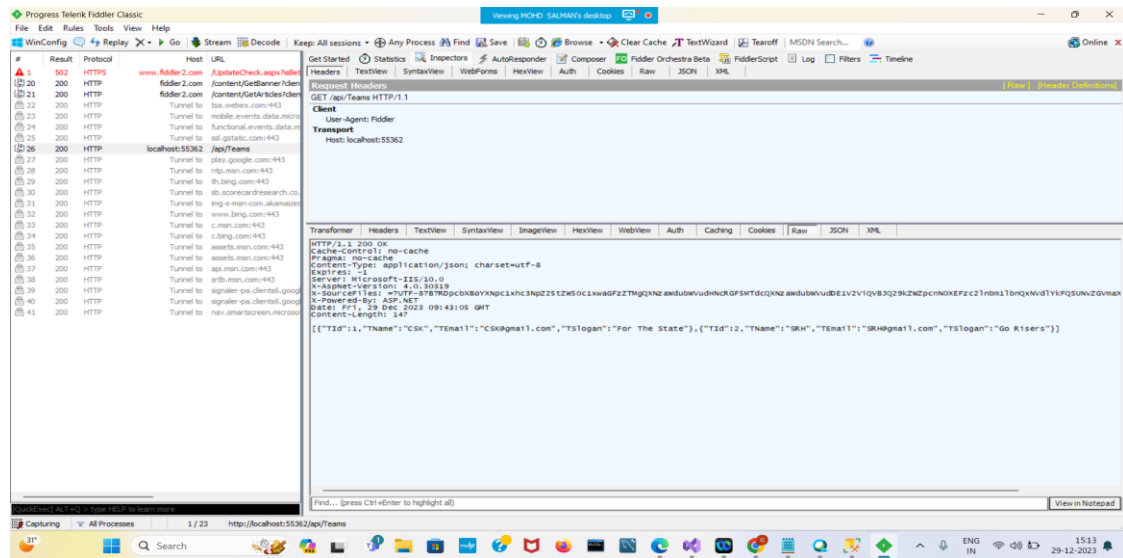 Progress Telerik Fiddler Classic
Viewing MOHD SALMAN's desktop
File Edit Rules Tools View Help
WinConfig Replay Go Stream Decode Keep: All sessions Any Process Find Save Browse Clear Cache TextWizard Tearoff MSDN Search... Online
# Result Protocol Host URL
1 502 HTTPS www.fiddler2.com /UpdateCheck.aspx?isBet
20 200 HTTP fiddler2.com /content/GetBanner?clien
21 200 HTTP fiddler2.com /content/GetArticles?clien
22 200 HTTP Tunnel to tsa.webex.com:443
23 200 HTTP Tunnel to mobile.events.data.micro
24 200 HTTP Tunnel to functional.events.data.m
25 200 HTTP Tunnel to ssl.gstatic.com:443
26 200 HTTP localhost:55362 /api/Teams
27 200 HTTP Tunnel to play.google.com:443
28 200 HTTP Tunnel to ntp.msn.com:443
29 200 HTTP Tunnel to th.bing.com:443
30 200 HTTP Tunnel to sb.scorecardresearch.co.
31 200 HTTP Tunnel to img-s-msn-com.akamaized
32 200 HTTP Tunnel to www.bing.com:443
33 200 HTTP Tunnel to c.msn.com:443
34 200 HTTP Tunnel to c.bing.com:443
35 200 HTTP Tunnel to assets.msn.com:443
36 200 HTTP Tunnel to assets.msn.com:443
37 200 HTTP Tunnel to api.msn.com:443
38 200 HTTP Tunnel to srtb.msn.com:443
39 200 HTTP Tunnel to signaler-pa.clients6.googl
40 200 HTTP Tunnel to signaler-pa.clients6.googl
41 200 HTTP Tunnel to nav.smartscreen.microso
Get Started Statistics Inspectors AutoResponder Composer FO Fiddler Orchestra Beta FiddlerScript Log Filters Timeline
Headers TextView SyntaxView WebForms HexView Auth Cookies Raw JSON XML
Request Headers [Raw] [Header Definitions]
GET /api/Teams HTTP/1.1
Client
User-Agent: Fiddler
Transport
Host: localhost:55362
Transformer Headers TextView SyntaxView ImageView HexView WebView Auth Caching Cookies Raw JSON XML
HTTP/1.1 200 OK
Cache-Control: no-cache
Pragma: no-cache
Content-Type: application/json; charset=utf-8
Expires: -1
Server: Microsoft-IIS/10.0
X-AspNet-Version: 4.0.30319
X-SourceFiles:
X-Powered-By: ASP.NET
Date: Fri, 29 Dec 2023 09:43:05 GMT
Content-Length: 147
[{"TId":1,"TName":"CSK","TEmail":"CSK@gmail.com","TSlogan":"For The State"},{"TId":2,"TName":"SRH","TEmail":"SRH@gmail.com","TSlogan":"Go Risers"}]
Find... (press Ctrl+Enter to highlight all) View in Notepad
[QuickExec] ALT+Q > type HELP to learn more
Capturing All Processes 1 / 23 http://localhost:55362/api/Teams
31° Search ENG IN 15:13 29-12-2023